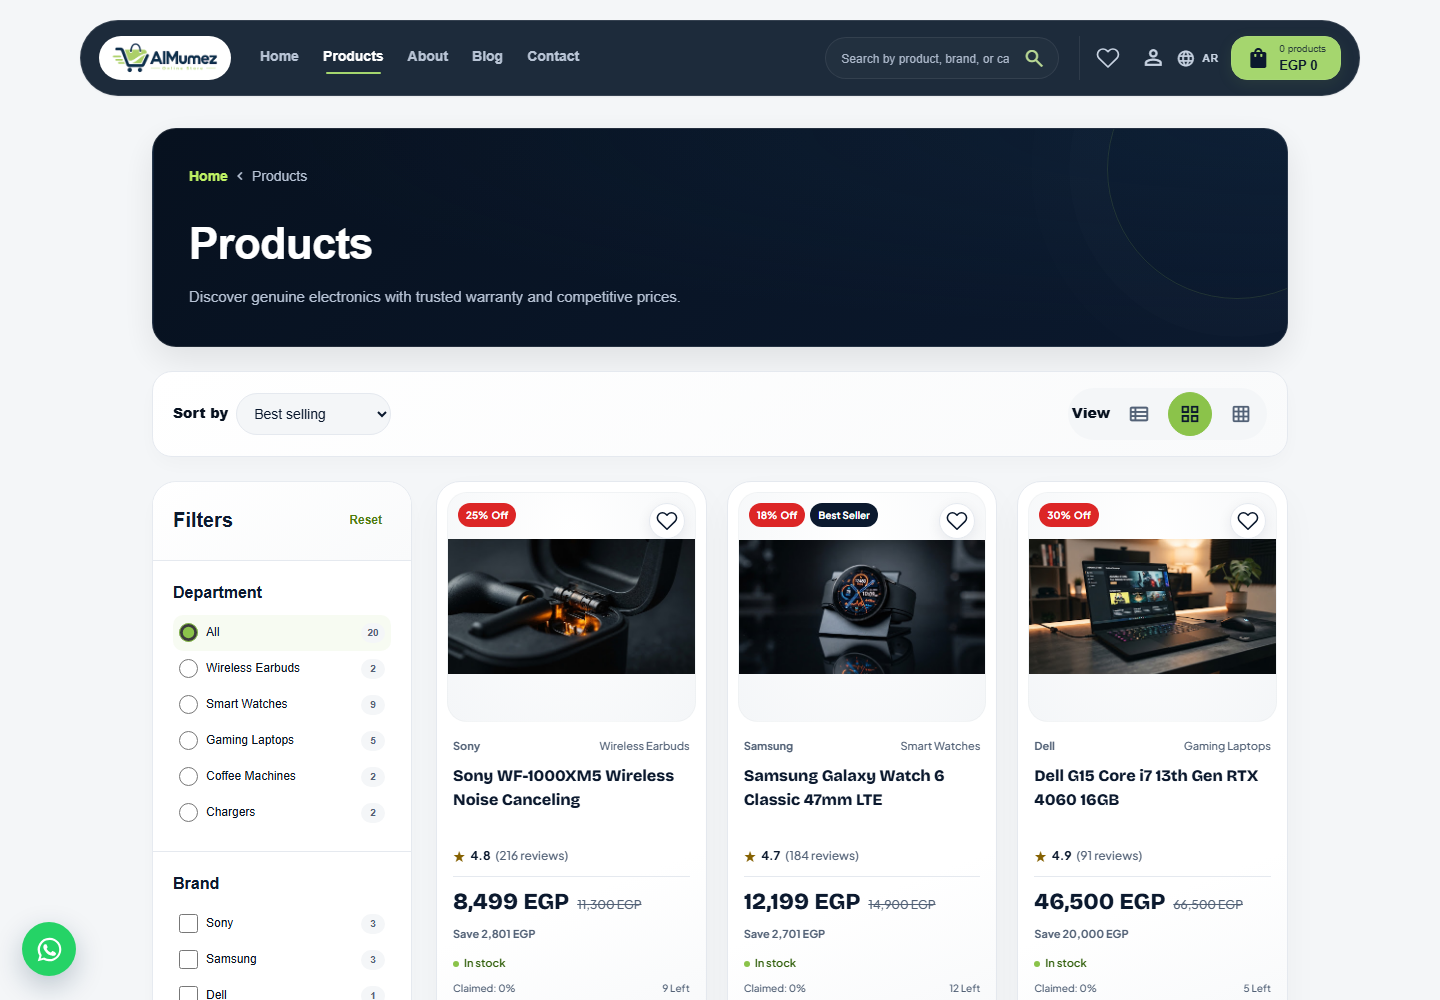 AlMumez
Online Store
Home
Products
About
Blog
Contact
Search by product, brand, or ca
AR
0 products
EGP 0
Home
Products
Products
Discover genuine electronics with trusted warranty and competitive prices.
Sort by
Best selling
View
Filters
Reset
Department
All
20
Wireless Earbuds
2
Smart Watches
9
Gaming Laptops
5
Coffee Machines
2
Chargers
2
Brand
Sony
3
Samsung
3
Dell
1
25% Off
Sony
Wireless Earbuds
Sony WF-1000XM5 Wireless
Noise Canceling
4.8 (216 reviews)
8,499 EGP 11,300 EGP
Save 2,801 EGP
In stock
Claimed: 0%
9 Left
18% Off
Best Seller
Samsung
Smart Watches
Samsung Galaxy Watch 6
Classic 47mm LTE
4.7 (184 reviews)
12,199 EGP 14,900 EGP
Save 2,701 EGP
In stock
Claimed: 0%
12 Left
30% Off
Dell
Gaming Laptops
Dell G15 Core i7 13th Gen RTX
4060 16GB
4.9 (91 reviews)
46,500 EGP 66,500 EGP
Save 20,000 EGP
In stock
Claimed: 0%
5 Left